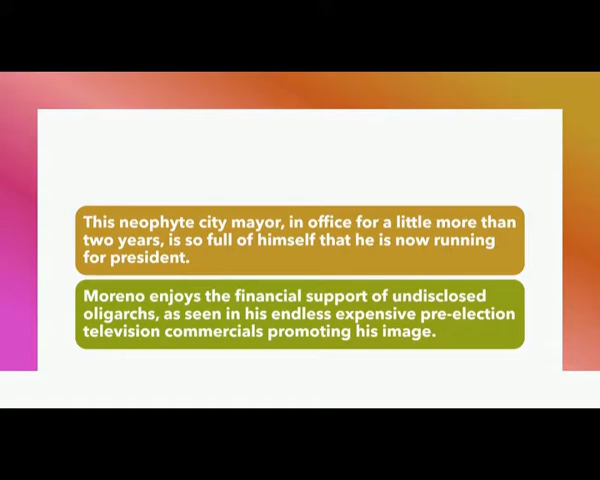 This neophyte city mayor, in office for a little more than
two years, is so full of himself that he is now running
for president.
Moreno enjoys the financial support of undisclosed
oligarchs, as seen in his endless expensive pre-election
television commercials promoting his image.